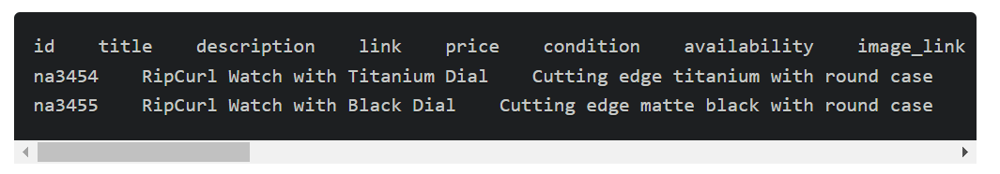 id    title    description    link    price    condition    availability    image_link
na3454    RipCurl Watch with Titanium Dial    Cutting edge titanium with round case
na3455    RipCurl Watch with Black Dial    Cutting edge matte black with round case